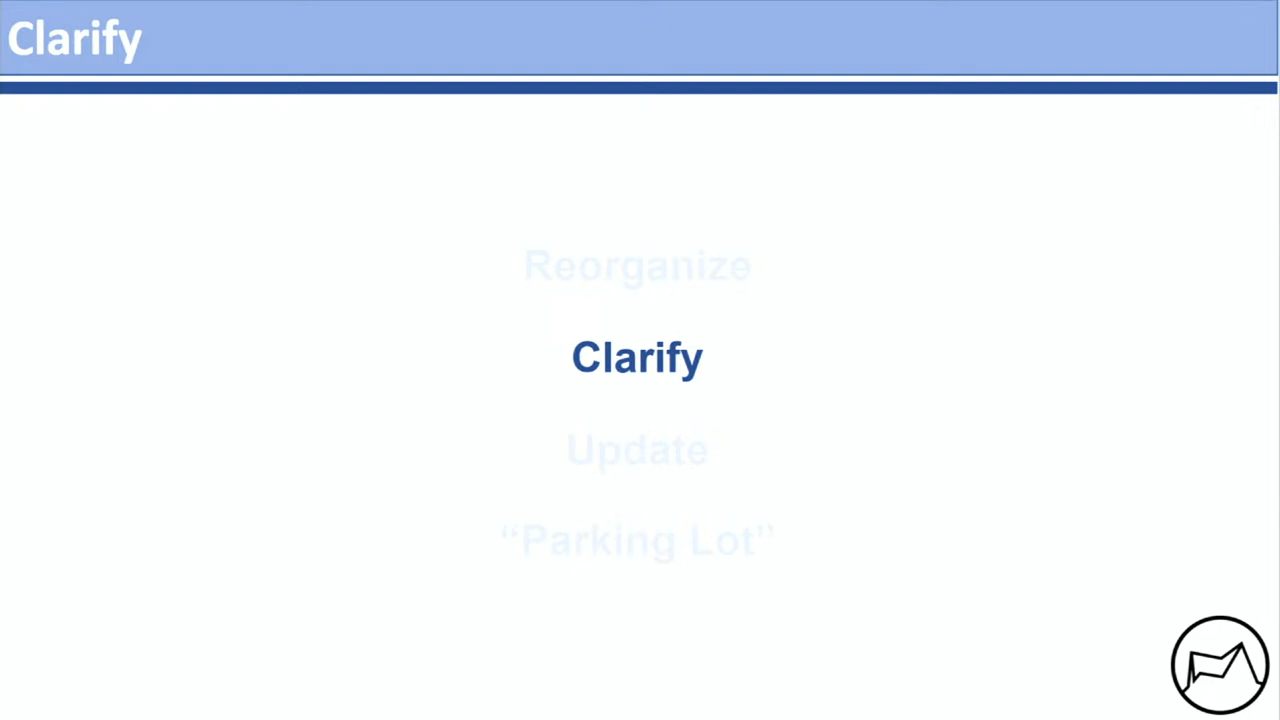 Clarify
Reorganize
Clarify
Update
“Parking Lot”